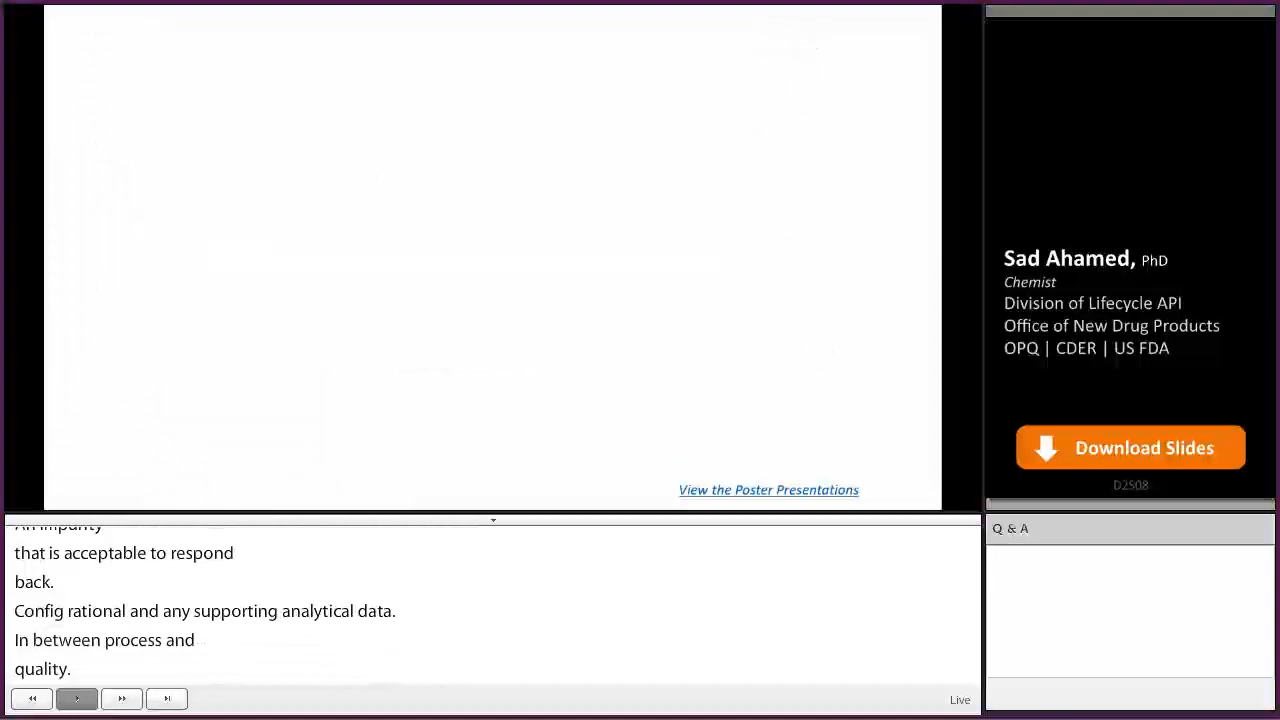 View the Poster Presentations
Sad Ahamed, PhD
Chemist
Division of Lifecycle API
Office of New Drug Products
OPQ | CDER | US FDA
Download Slides
D2S08
An impurity
that is acceptable to respond
back.
Config rational and any supporting analytical data.
In between process and
quality.
Live
Q & A